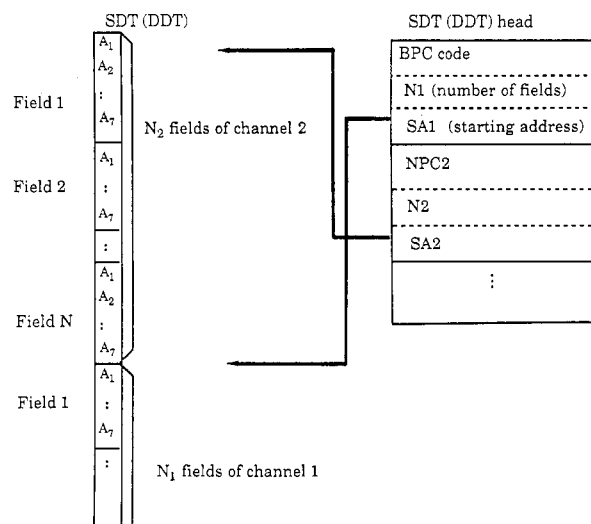 SDT (DDT)
A₁
A₂
:
A₇
Field 1
A₁
:
A₇
Field 2
:
A₁
A₂
:
A₇
Field N
N₂ fields of channel 2
A₁
:
A₇
Field 1
:
N₁ fields of channel 1
SDT (DDT) head
BPC code
N1 (number of fields)
SA1 (starting address)
NPC2
N2
SA2
⋮